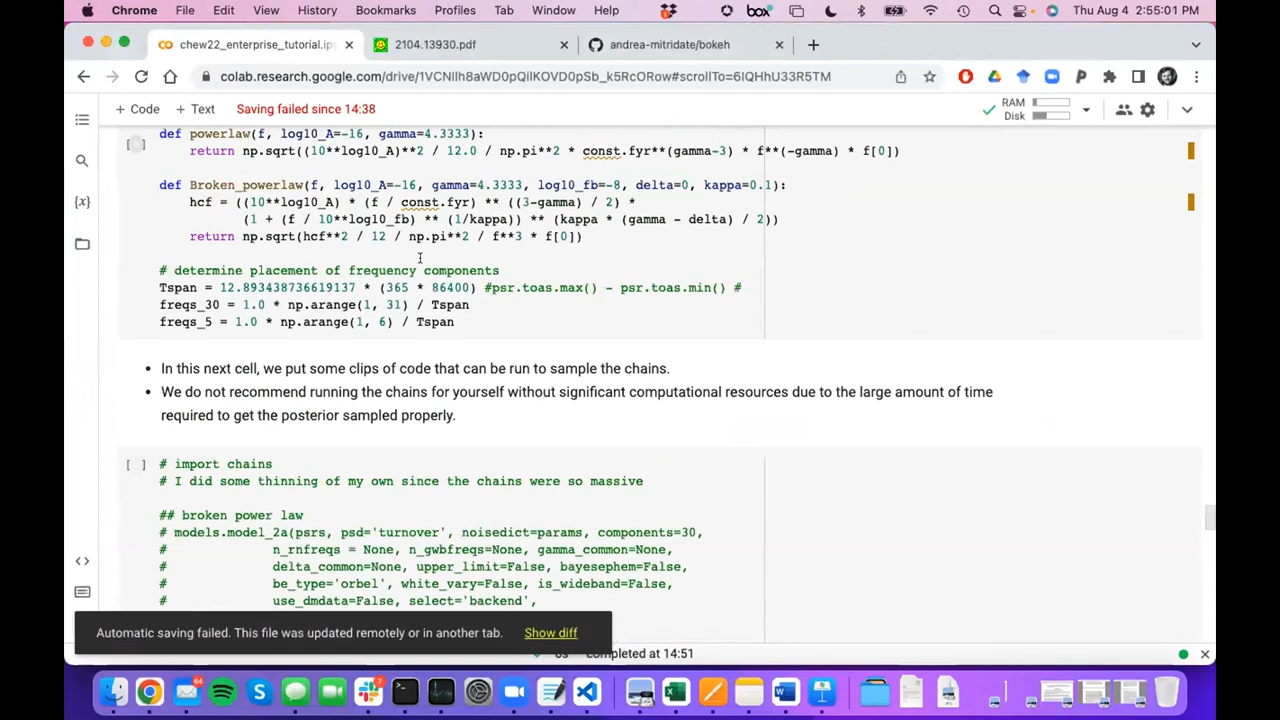 Chrome File Edit View History Bookmarks Profiles Tab Window Help box Thu Aug 4 2:55:01 PM
chew22_enterprise_tutorial.ip 2104.13930.pdf andrea-mitridate/bokeh
colab.research.google.com/drive/1VCNIlh8aWD0pQiIKOVD0pSb_k5RcORow#scrollTo=6IQHhU33R5TM
+ Code + Text Saving failed since 14:38 RAM Disk
def powerlaw(f, log10_A=-16, gamma=4.3333):
return np.sqrt((10**log10_A)**2 / 12.0 / np.pi**2 * const.fyr**(gamma-3) * f**(-gamma) * f[0])
def Broken_powerlaw(f, log10_A=-16, gamma=4.3333, log10_fb=-8, delta=0, kappa=0.1):
hcf = ((10**log10_A) * (f / const.fyr) ** ((3-gamma) / 2) *
(1 + (f / 10**log10_fb) ** (1/kappa)) ** (kappa * (gamma - delta) / 2))
return np.sqrt(hcf**2 / 12 / np.pi**2 / f**3 * f[0])
# determine placement of frequency components
Tspan = 12.893438736619137 * (365 * 86400) #psr.toas.max() - psr.toas.min() #
freqs_30 = 1.0 * np.arange(1, 31) / Tspan
freqs_5 = 1.0 * np.arange(1, 6) / Tspan
• In this next cell, we put some clips of code that can be run to sample the chains.
• We do not recommend running the chains for yourself without significant computational resources due to the large amount of time
required to get the posterior sampled properly.
[ ] # import chains
# I did some thinning of my own since the chains were so massive
## broken power law
# models.model_2a(psrs, psd='turnover', noisedict=params, components=30,
# n_rnfreqs = None, n_gwbfreqs=None, gamma_common=None,
# delta_common=None, upper_limit=False, bayesephem=False,
# be_type='orbel', white_vary=False, is_wideband=False,
# use_dmdata=False, select='backend',
Automatic saving failed. This file was updated remotely or in another tab. Show diff
0s completed at 14:51